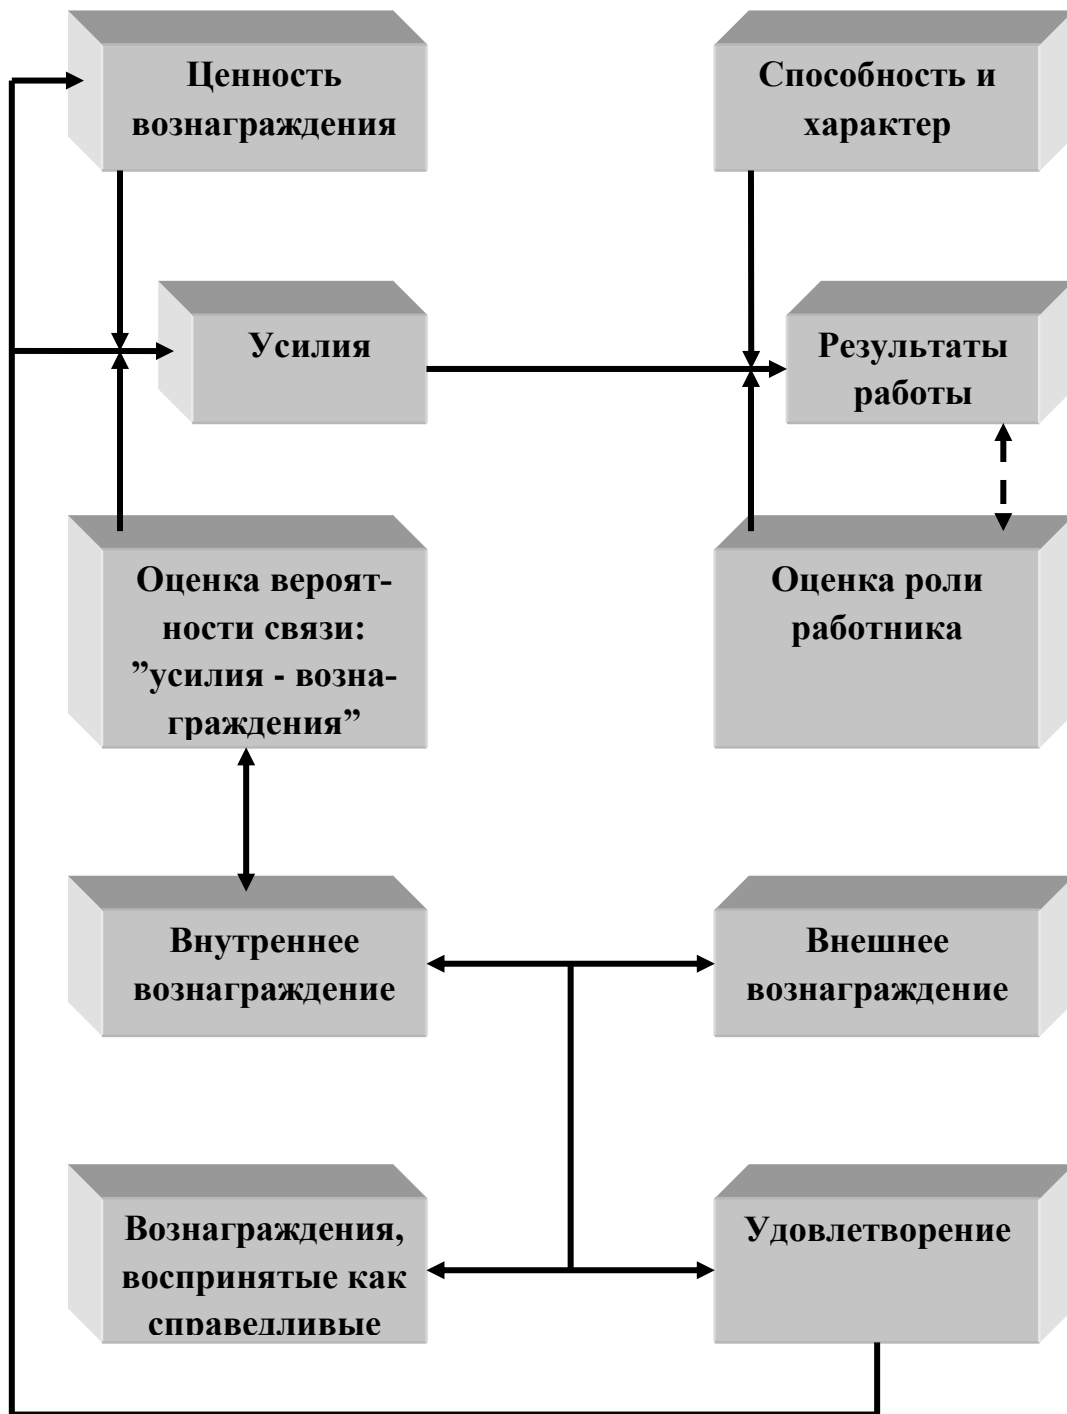 Ценность
вознаграждения
Способность и
характер
Усилия
Результаты
работы
Оценка вероят-
ности связи:
”усилия - возна-
граждения”
Оценка роли
работника
Внутреннее
вознаграждение
Внешнее
вознаграждение
Вознаграждения,
воспринятые как
справедливые
Удовлетворение